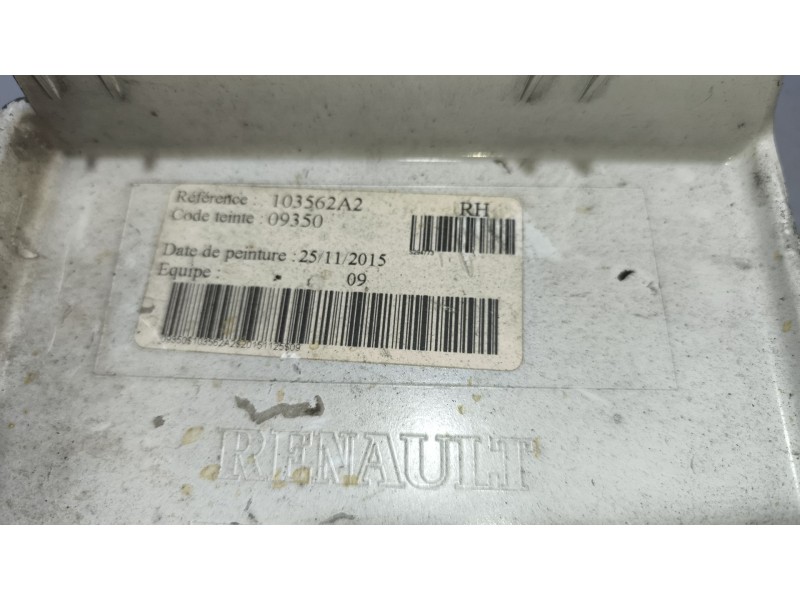 Référence : 103562A2 RH
Code teinte : 09350
Date de peinture : 25/11/2015
Equipe : 09
RENAULT